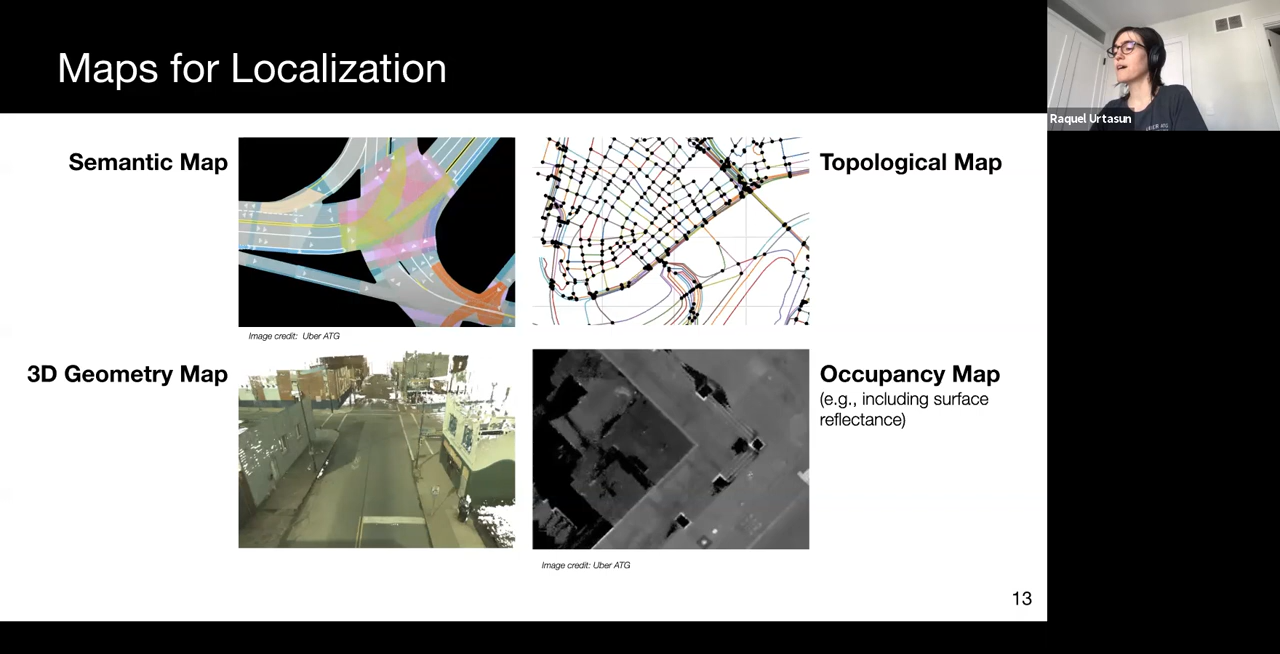 Maps for Localization
Raquel Urtasun
Semantic Map
Topological Map
Image credit: Uber ATG
3D Geometry Map
Occupancy Map
(e.g., including surface
reflectance)
Image credit: Uber ATG
13